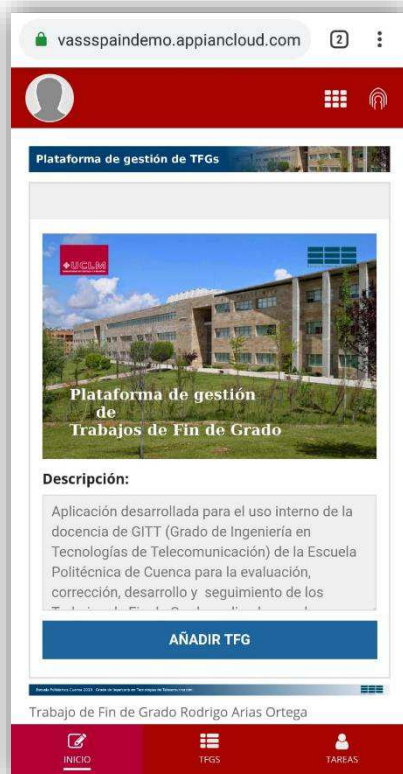 vassspaindemo.appiancloud.com
2
Plataforma de gestión de TFGs
UCLM
Plataforma de gestión
de
Trabajos de Fin de Grado
Descripción:
Aplicación desarrollada para el uso interno de la
docencia de GITT (Grado de Ingeniería en
Tecnologías de Telecomunicación) de la Escuela
Politécnica de Cuenca para la evaluación,
corrección, desarrollo y seguimiento de los
AÑADIR TFG
Trabajo de Fin de Grado Rodrigo Arias Ortega
INICIO
TFGS
TAREAS